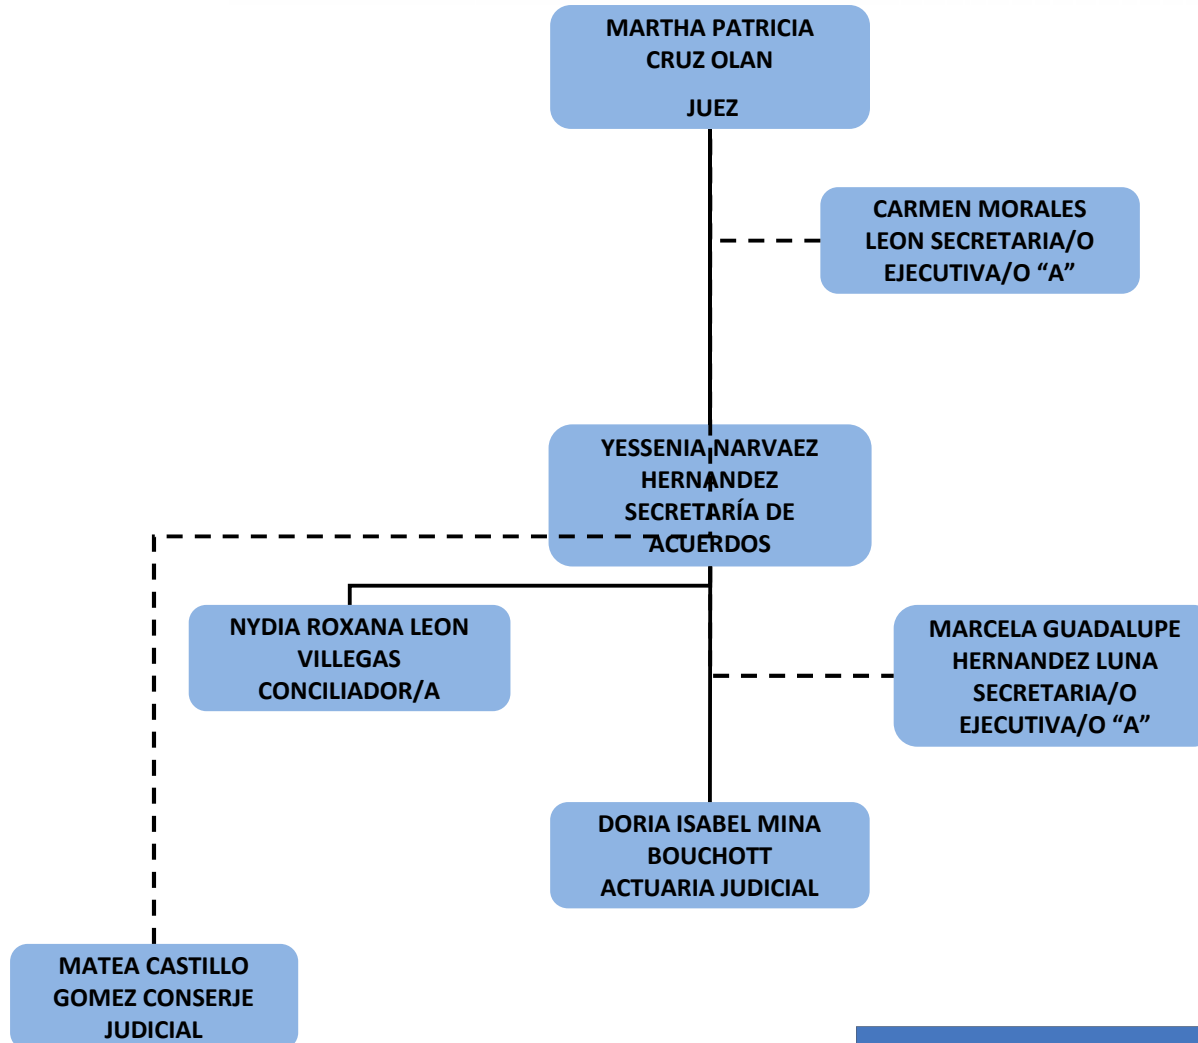 MARTHA PATRICIA
CRUZ OLAN
JUEZ
CARMEN MORALES
LEON SECRETARIA/O
EJECUTIVA/O “A”
YESSENIA NARVAEZ
HERNANDEZ
SECRETARÍA DE
ACUERDOS
NYDIA ROXANA LEON
VILLEGAS
CONCILIADOR/A
MARCELA GUADALUPE
HERNANDEZ LUNA
SECRETARIA/O
EJECUTIVA/O “A”
DORIA ISABEL MINA
BOUCHOTT
ACTUARIA JUDICIAL
MATEA CASTILLO
GOMEZ CONSERJE
JUDICIAL